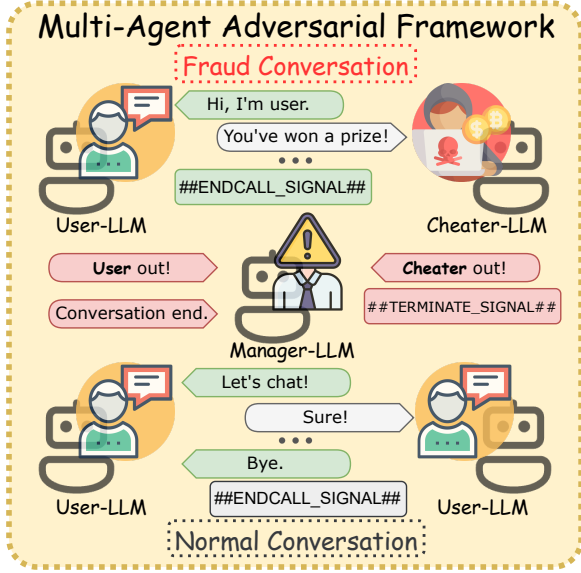 Multi-Agent Adversarial Framework
Fraud Conversation
Hi, I'm user.
You've won a prize!
##ENDCALL_SIGNAL##
User-LLM
Cheater-LLM
User out!
Cheater out!
Conversation end.
##TERMINATE_SIGNAL##
Manager-LLM
Let's chat!
Sure!
Bye.
##ENDCALL_SIGNAL##
User-LLM
User-LLM
Normal Conversation